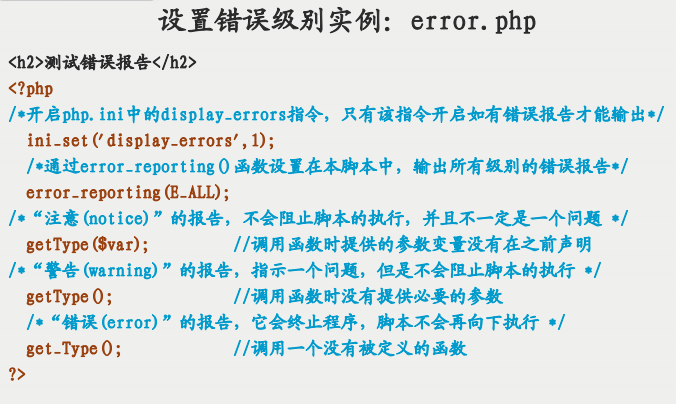 设置错误级别实例: error.php
<h2>测试错误报告</h2>
<?php
/*开启php.ini中的display_errors指令，只有该指令开启如有错误报告才能输出*/
ini_set('display_errors',1);
/*通过error_reporting()函数设置在本脚本中，输出所有级别的错误报告*/
error_reporting(E_ALL);
/*“注意(notice)”的报告，不会阻止脚本的执行，并且不一定是一个问题 */
getType($var); //调用函数时提供的参数变量没有在之前声明
/*“警告(warning)”的报告，指示一个问题，但是不会阻止脚本的执行 */
getType(); //调用函数时没有提供必要的参数
/*“错误(error)”的报告，它会终止程序，脚本不会再向下执行 */
get_Type(); //调用一个没有被定义的函数
?>